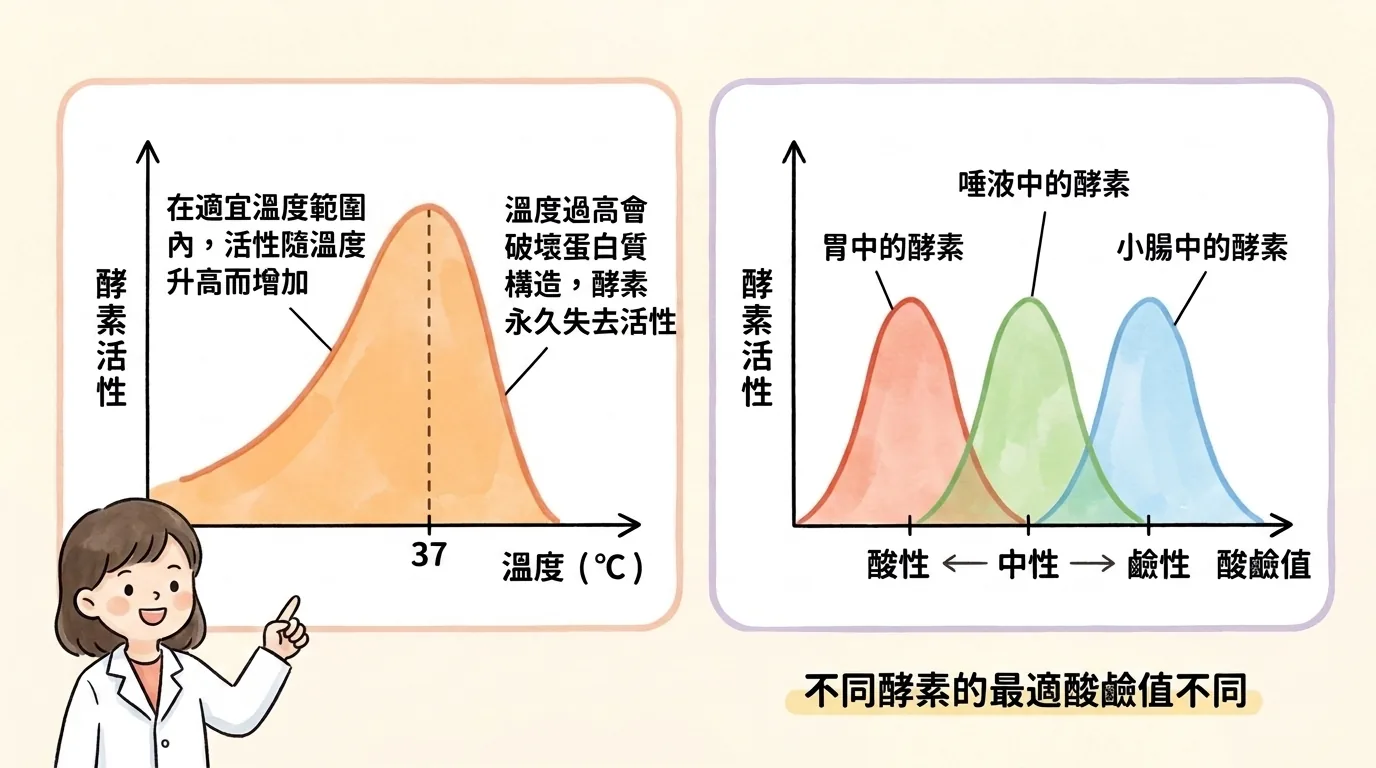 在適宜溫度範圍
內，活性隨溫度
升高而增加
溫度過高會
破壞蛋白質
構造，酵素
永久失去活性
酵素活性
37
溫度 (℃)
唾液中的酵素
胃中的酵素
小腸中的酵素
酵素活性
酸性 ← 中性 → 鹼性 酸鹼值
不同酵素的最適酸鹼值不同